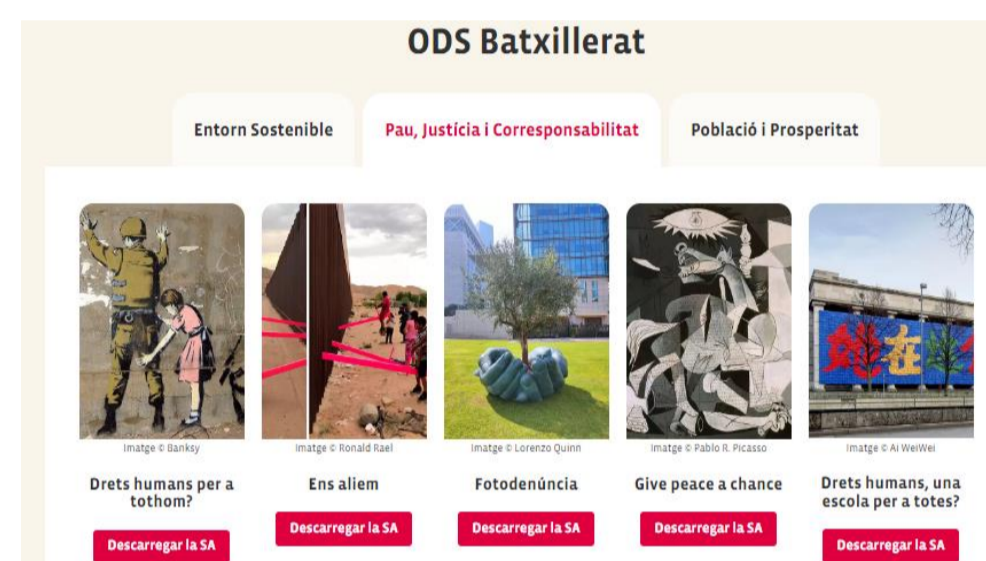 ODS Batxillerat
Entorn Sostenible
Pau, Justícia i Corresponsabilitat
Població i Prosperitat
Imatge © Banksy
Imatge © Ronald Rael
Imatge © Lorenzo Quinn
Imatge © Pablo R. Picasso
Imatge © Ai WeiWei
Drets humans per a
tothom?
Ens aliem
Fotodenúncia
Give peace a chance
Drets humans, una
escola per a totes?
Descarregar la SA
Descarregar la SA
Descarregar la SA
Descarregar la SA
Descarregar la SA